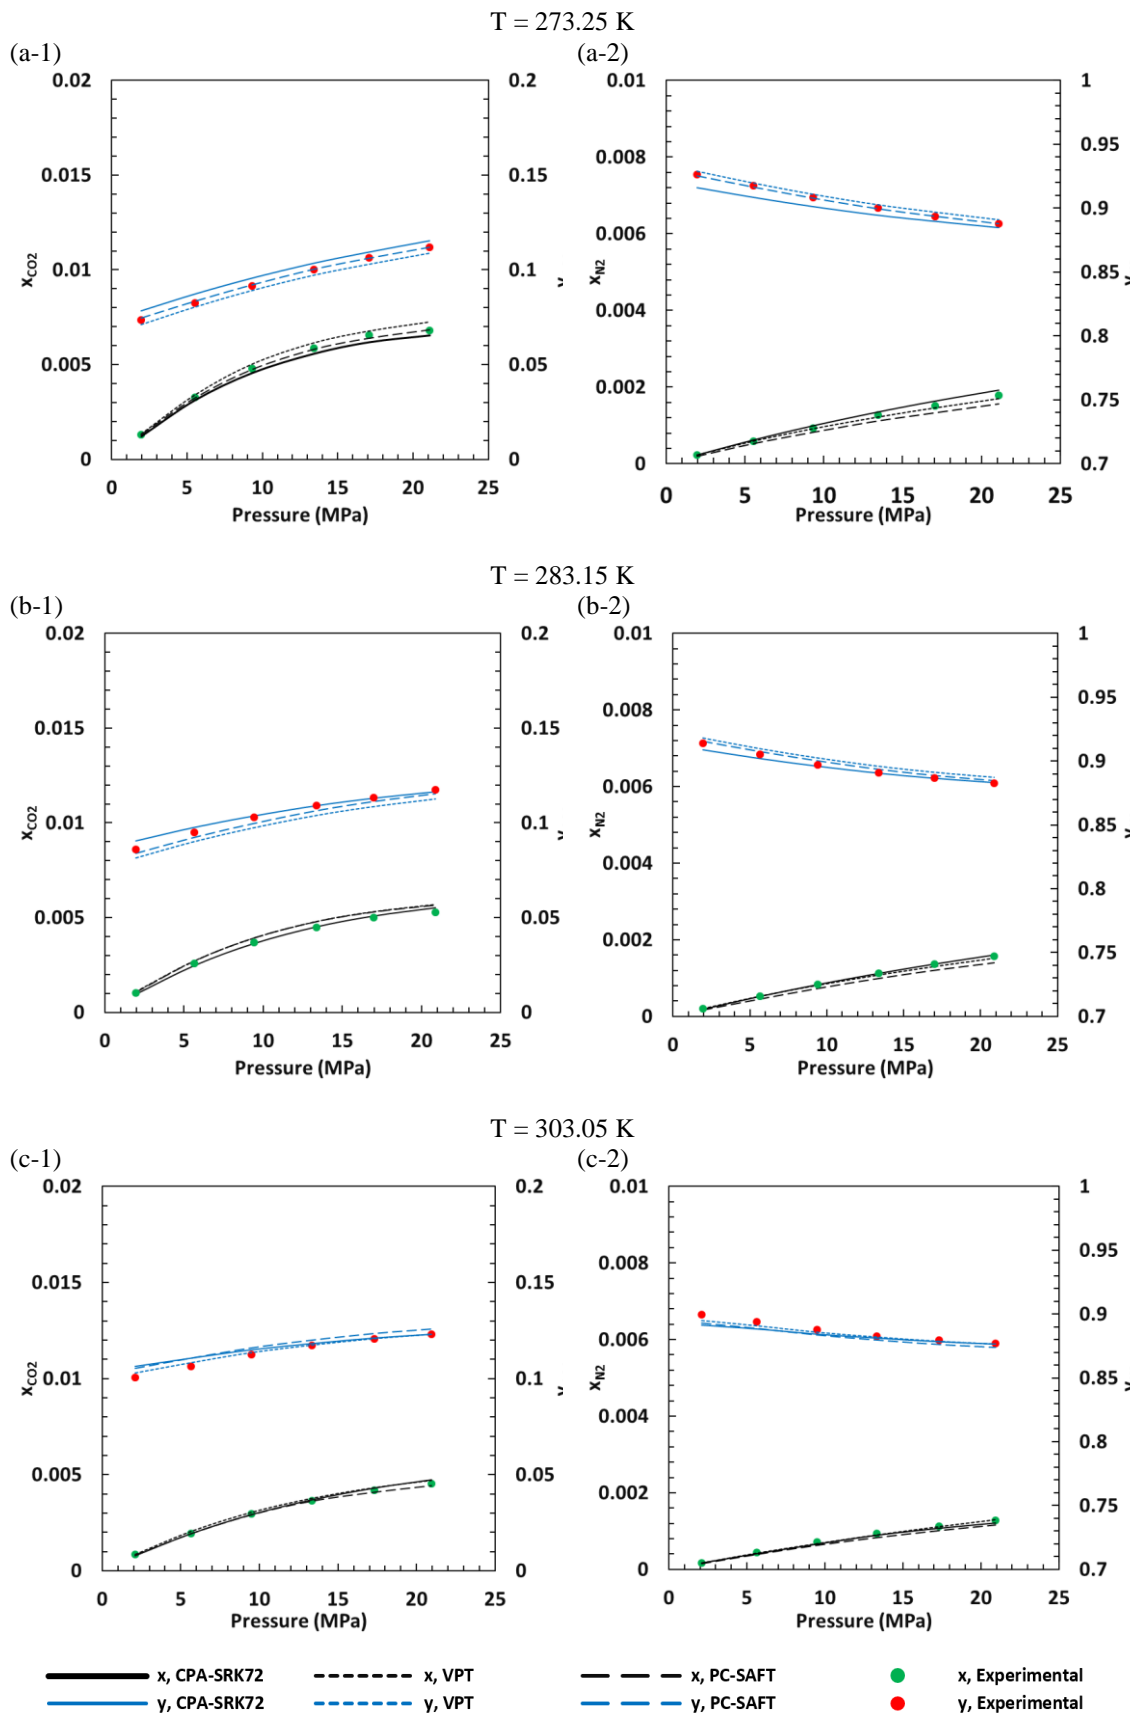 T = 273.25 K
(a-1) (a-2)
0.02 0.2 0.01 1
0.95
0.015 0.15 0.008
0.9
0.006
0.01 0.1 0.85
xCO2 y xN2 y
0.004
0.8
0.005 0.05
0.002 0.75
0 0 0 0.7
0 5 10 15 20 25 0 5 10 15 20 25
Pressure (MPa) Pressure (MPa)
T = 283.15 K
(b-1) (b-2)
0.02 0.2 0.01 1
0.95
0.015 0.15 0.008
0.9
0.006
0.01 0.1 0.85
xCO2 y xN2 y
0.004
0.8
0.005 0.05
0.002 0.75
0 0 0 0.7
0 5 10 15 20 25 0 5 10 15 20 25
Pressure (MPa) Pressure (MPa)
T = 303.05 K
(c-1) (c-2)
0.02 0.2 0.01 1
0.95
0.015 0.15 0.008
0.9
0.006
0.01 0.1 0.85
xCO2 y xN2 y
0.004
0.8
0.005 0.05
0.002 0.75
0 0 0 0.7
0 5 10 15 20 25 0 5 10 15 20 25
Pressure (MPa) Pressure (MPa)
x, CPA-SRK72 x, VPT x, PC-SAFT x, Experimental
y, CPA-SRK72 y, VPT y, PC-SAFT y, Experimental